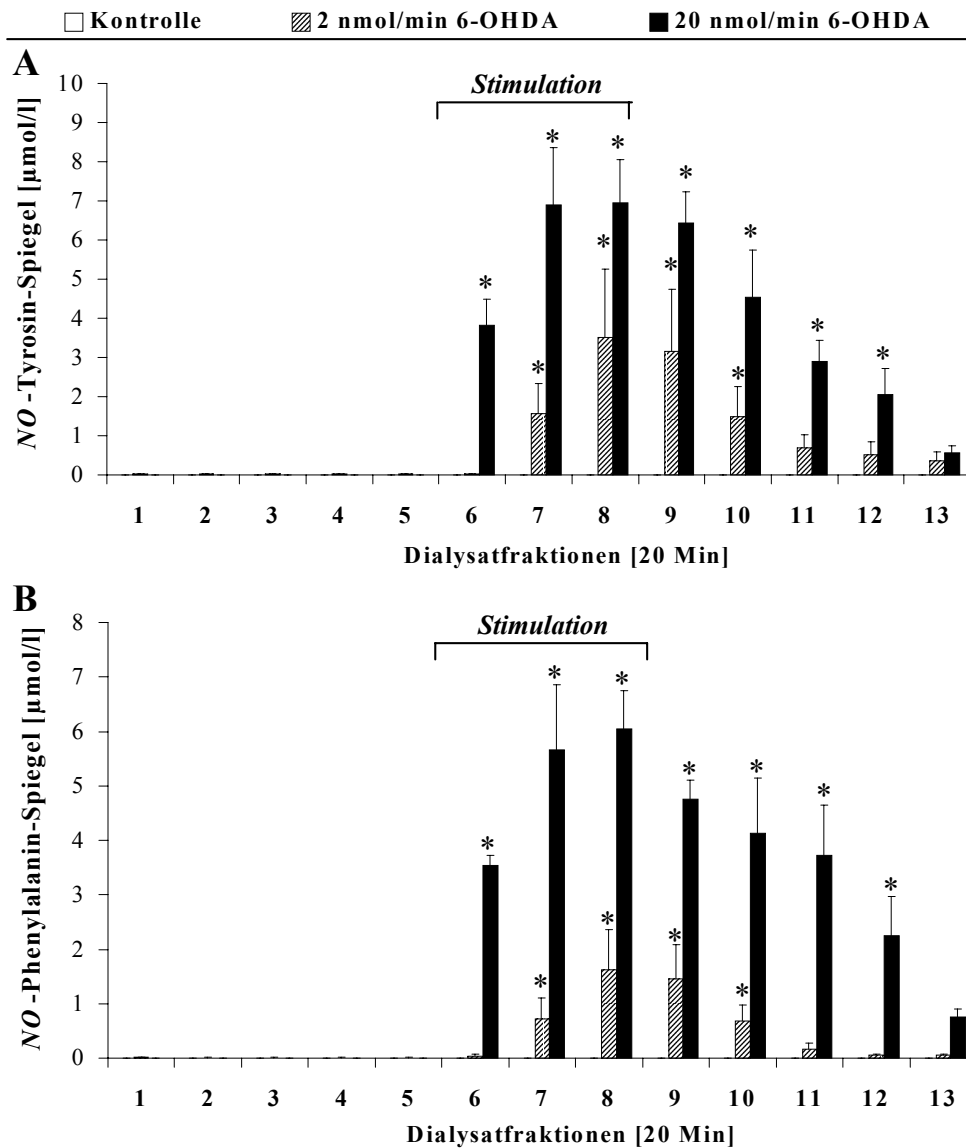 Kontrolle 2 nmol/min 6-OHDA 20 nmol/min 6-OHDA
A
Stimulation
NO-Tyrosin-Spiegel [µmol/l]
10
9
8
7
6
5
4
3
2
1
0
* * * * * * * * * * *
1 2 3 4 5 6 7 8 9 10 11 12 13
Dialysatfraktionen [20 Min]
B
Stimulation
NO-Phenylalanin-Spiegel [µmol/l]
8
7
6
5
4
3
2
1
0
* * * * * * * * * * *
1 2 3 4 5 6 7 8 9 10 11 12 13
Dialysatfraktionen [20 Min]